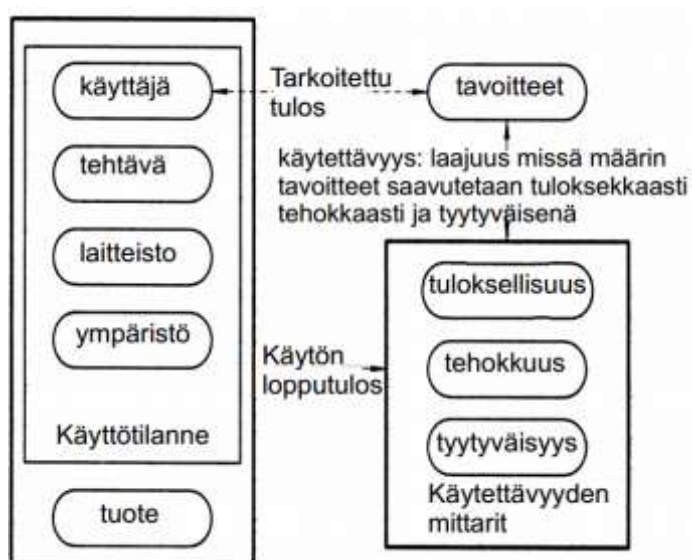 käyttäjä
tehtävä
laitteisto
ympäristö
Käyttötilanne
tuote
Tarkoitettu
tulos
tavoitteet
käytettävyys: laajuus missä määrin
tavoitteet saavutetaan tuloksekkaasti
tehokkaasti ja tyytyväisenä
Käytön
lopputulos
tuloksellisuus
tehokkuus
tyytyväisyys
Käytettävyyden
mittarit